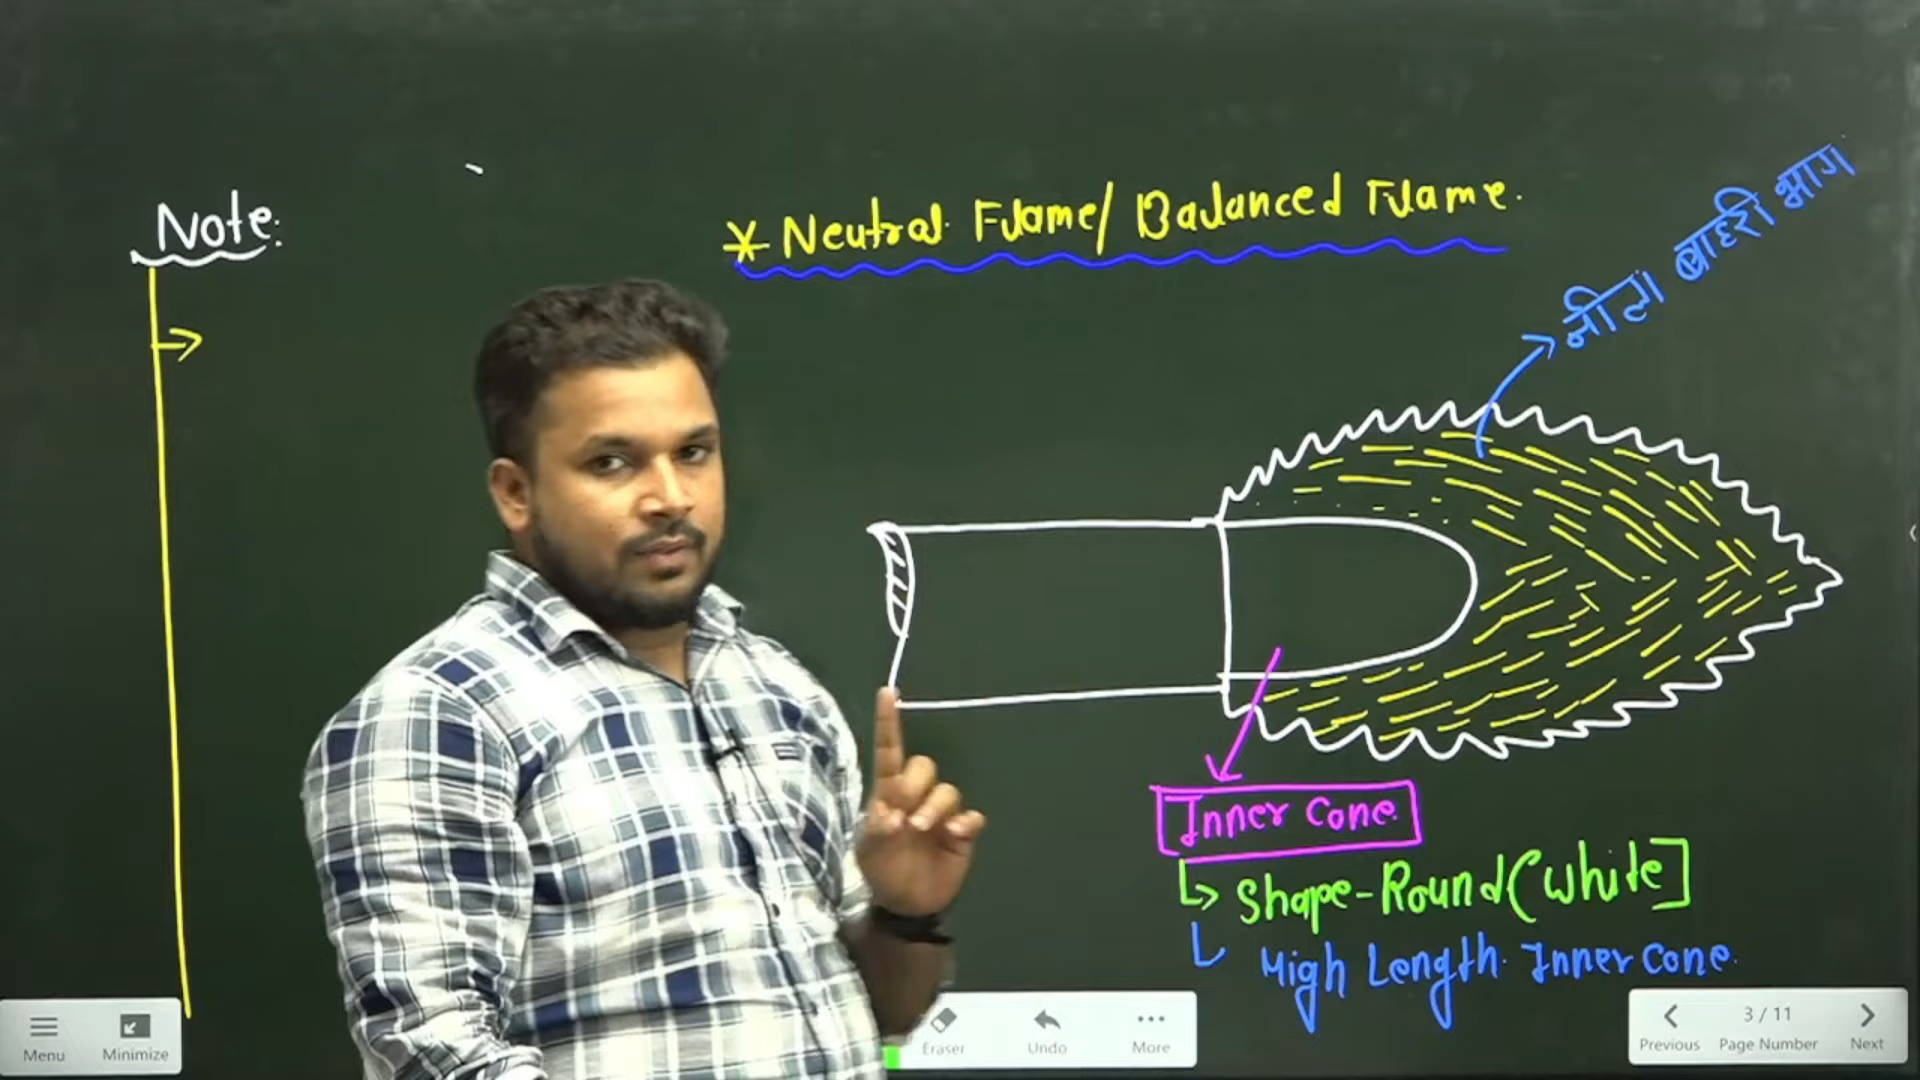 Note:
* Neutral Flame/Balanced Flame.
नीला बाहरी भाग
Inner Cone.
Shape-Round(White]
High Length Inner Cone.
Menu
Minimize
Eraser
Undo
More
Previous
3/11
Page Number
Next